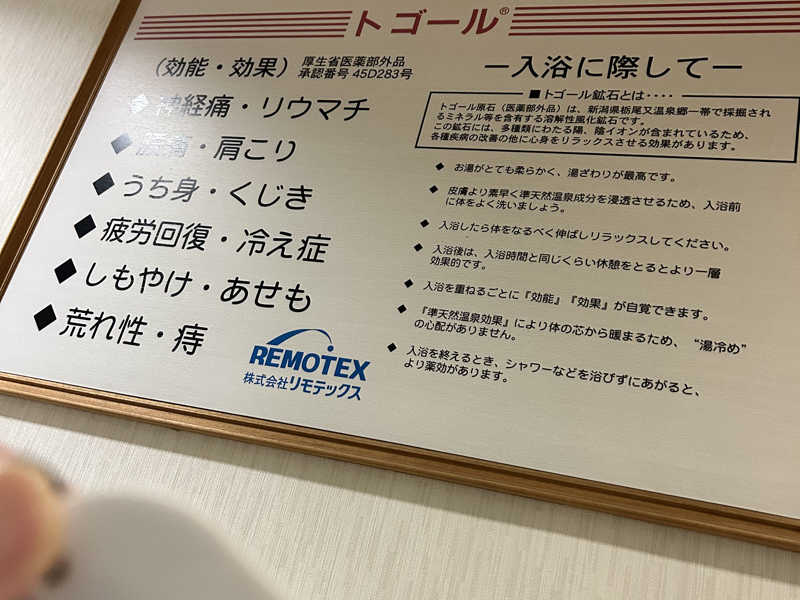 トゴール®
(効能・効果)
厚生省医薬部外品
承認番号 45D283号
◆神経痛・リウマチ
◆腰痛・肩こり
◆うち身・くじき
◆疲労回復・冷え症
◆しもやけ・あせも
◆荒れ性・痔
REMOTEX
株式会社リモテックス
ー入浴に際してー
■トゴール鉱石とは・・・・
トゴール原石(医薬部外品)は、新潟県栃尾又温泉郷一帯で採掘され
るミネラル等を含有する溶解性風化鉱石です。
この鉱石には、多種類にわたる陽、陰イオンが含まれているため、
各種疾病の改善の他に心身をリラックスさせる効果があります。
◆ お湯がとても柔らかく、湯ざわりが最高です。
◆ 皮膚より素早く準天然温泉成分を浸透させるため、入浴前
に体をよく洗いましょう。
◆ 入浴したら体をなるべく伸ばしリラックスしてください。
◆ 入浴後は、入浴時間と同じくらい休憩をとるとより一層
効果的です。
◆ 入浴を重ねるごとに『効能』『効果』が自覚できます。
◆ 『準天然温泉効果』により体の芯から暖まるため、“湯冷め”
の心配がありません。
◆ 入浴を終えるとき、シャワーなどを浴びずにあがると、
より薬効があります。